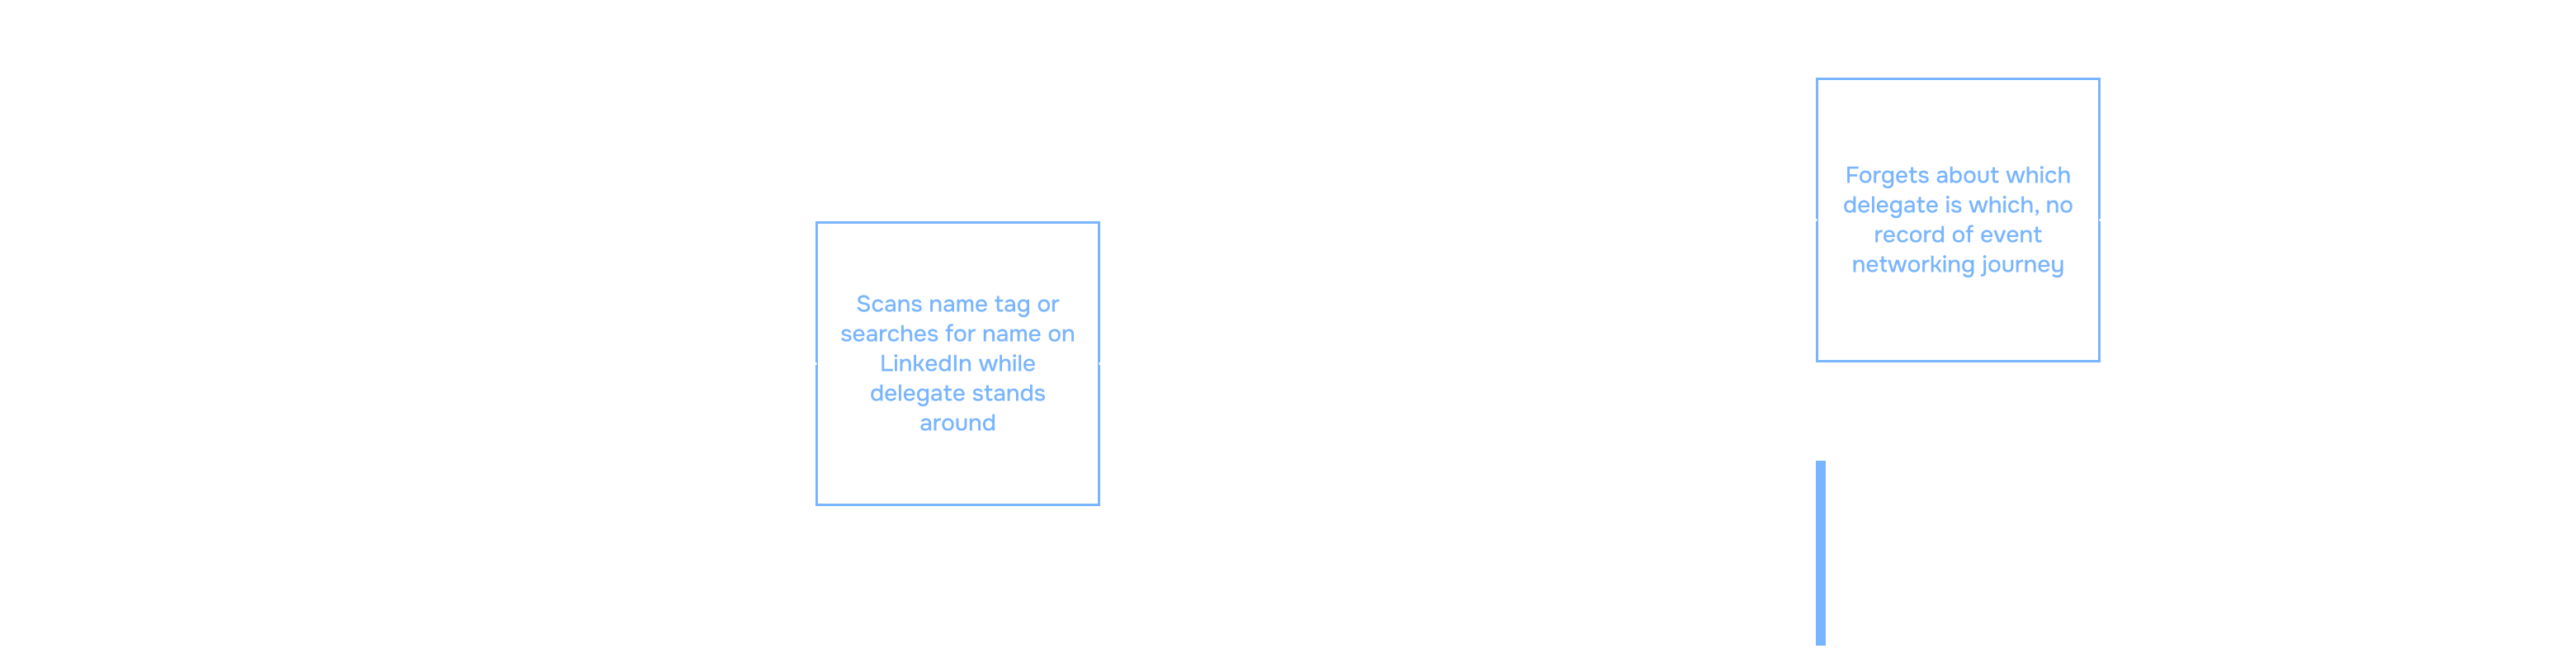 Scans name tag or
searches for name on
LinkedIn while
delegate stands
around
Forgets about which
delegate is which, no
record of event
networking journey